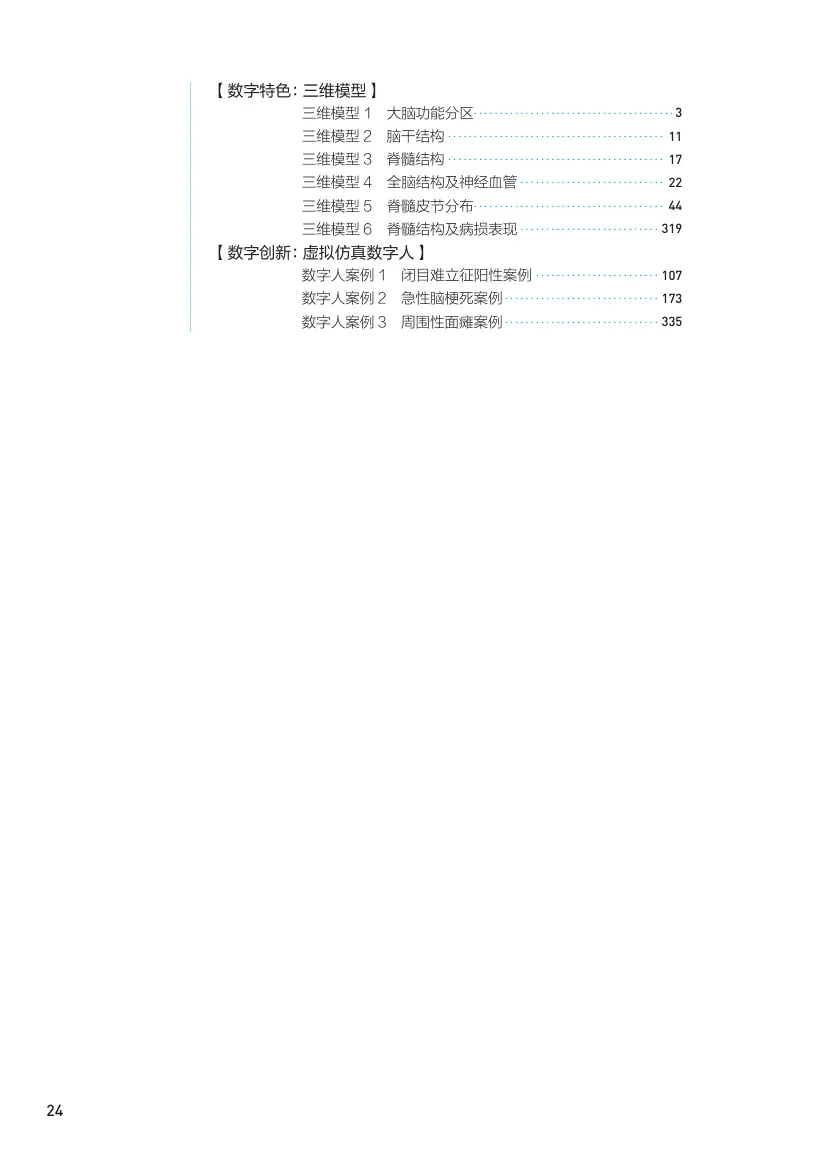 【数字特色：三维模型】
三维模型 1 大脑功能分区 3
三维模型 2 脑干结构 11
三维模型 3 脊髓结构 17
三维模型 4 全脑结构及神经血管 22
三维模型 5 脊髓皮节分布 44
三维模型 6 脊髓结构及病损表现 319
【数字创新：虚拟仿真数字人】
数字人案例 1 闭目难立征阳性案例 107
数字人案例 2 急性脑梗死案例 173
数字人案例 3 周围性面瘫案例 335
24